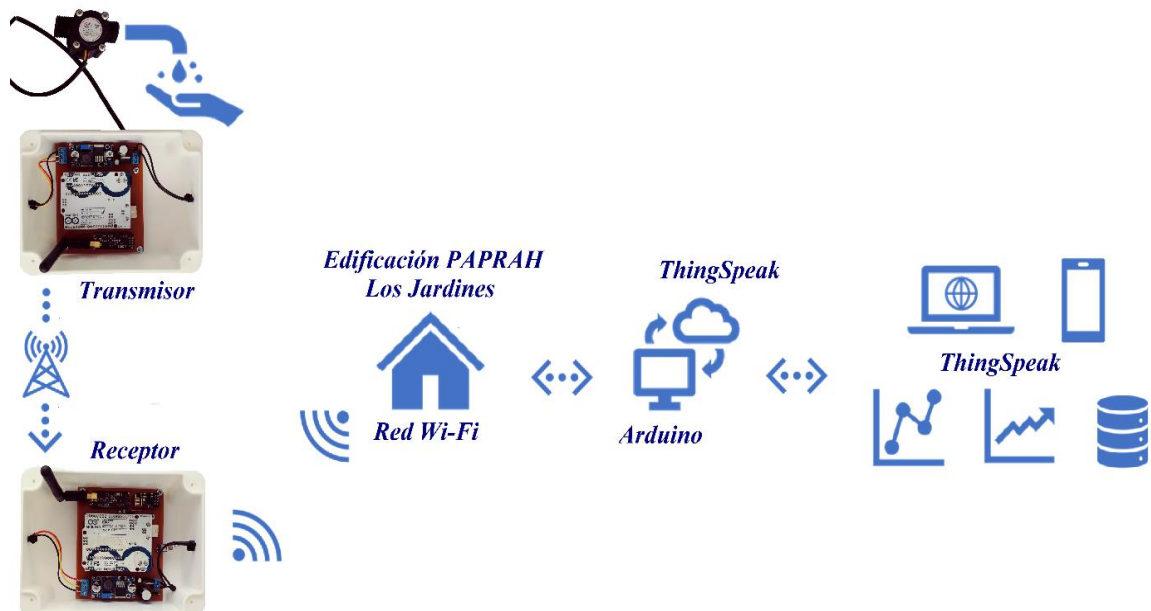 Transmisor
Receptor
Edificación PAPRAH
Los Jardines
Red Wi-Fi
ThingSpeak
Arduino
ThingSpeak